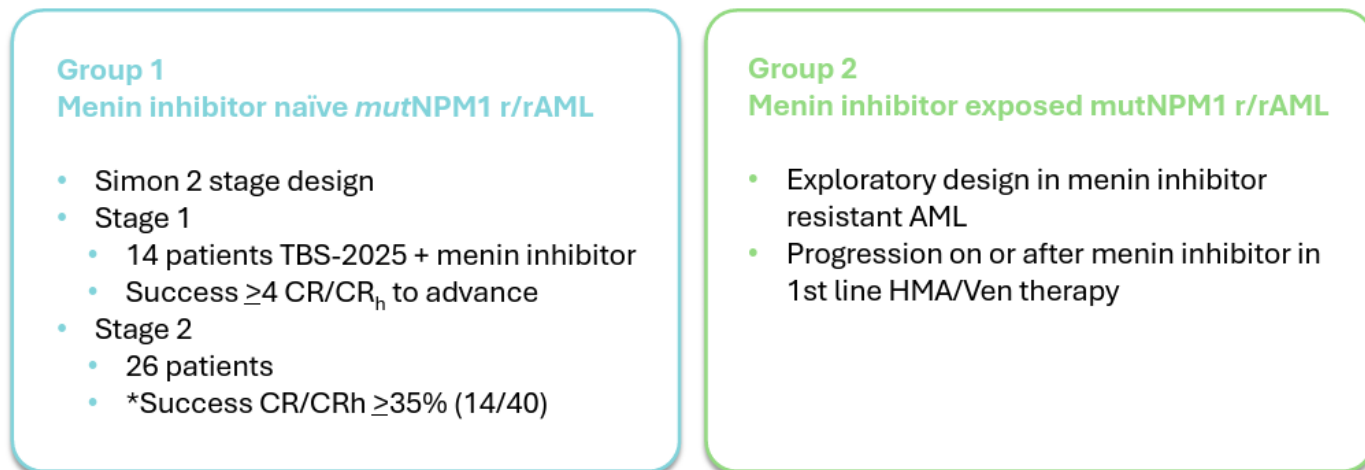 Group 1
Menin inhibitor naïve mutNPM1 r/rAML
• Simon 2 stage design
• Stage 1
• 14 patients TBS-2025 + menin inhibitor
• Success ≥4 CR/CRh to advance
• Stage 2
• 26 patients
• *Success CR/CRh ≥35% (14/40)
Group 2
Menin inhibitor exposed mutNPM1 r/rAML
• Exploratory design in menin inhibitor
resistant AML
• Progression on or after menin inhibitor in
1st line HMA/Ven therapy